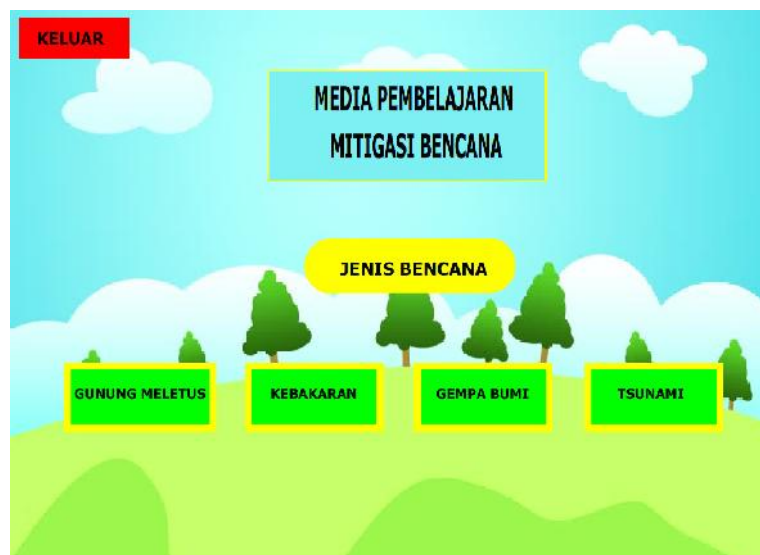 KELUAR
MEDIA PEMBELAJARAN
MITIGASI BENCANA
JENIS BENCANA
GUNUNG MELETUS
KEBAKARAN
GEMPA BUMI
TSUNAMI